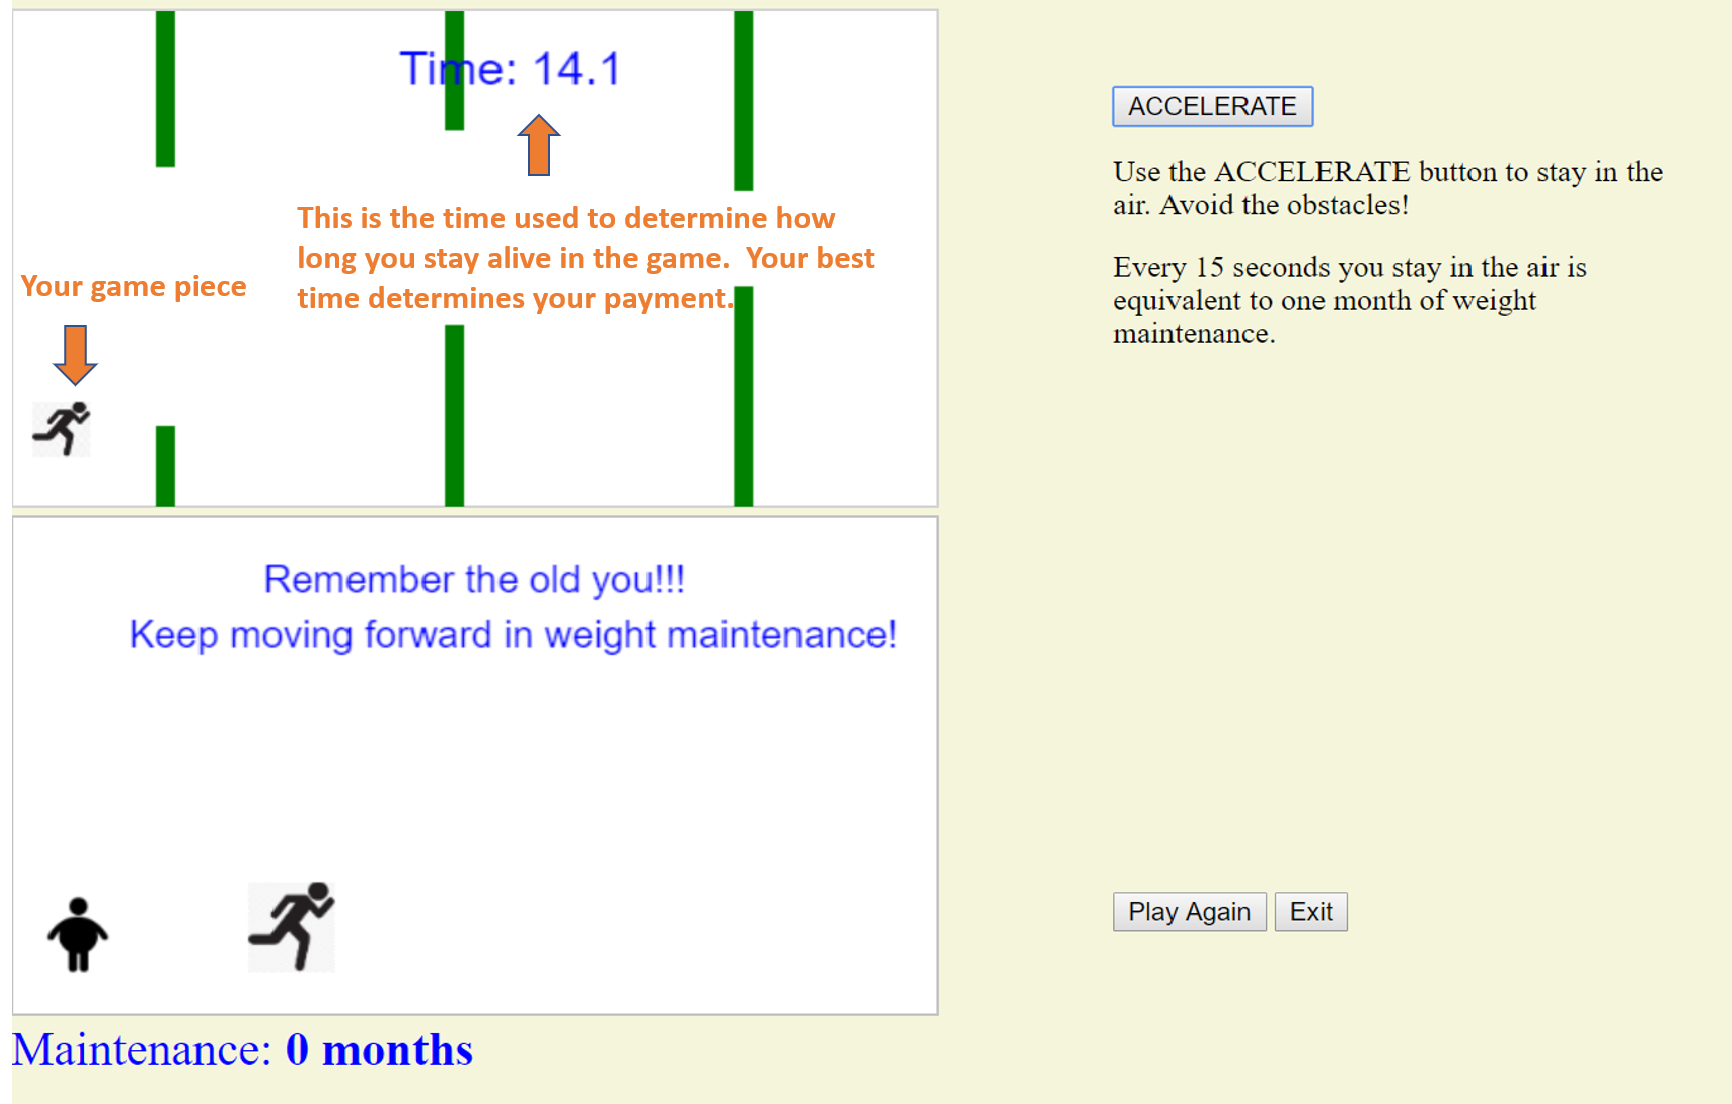 Time: 14.1
This is the time used to determine how
long you stay alive in the game. Your best
time determines your payment.
Your game piece
ACCELERATE
Use the ACCELERATE button to stay in the
air. Avoid the obstacles!
Every 15 seconds you stay in the air is
equivalent to one month of weight
maintenance.
Remember the old you!!!
Keep moving forward in weight maintenance!
Play Again
Exit
Maintenance: 0 months